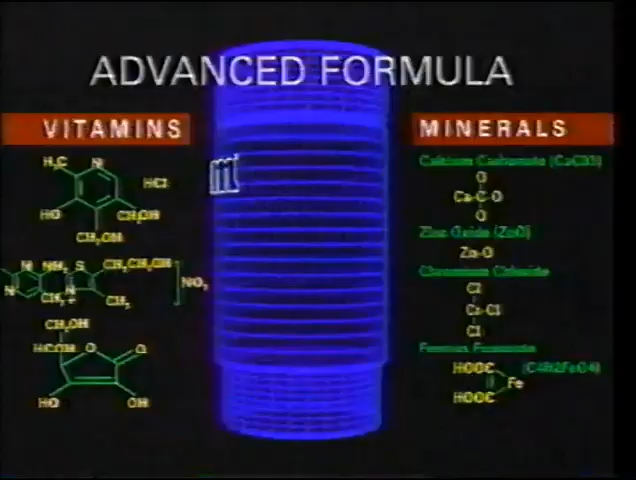 ADVANCED FORMULA
VITAMINS
MINERALS
H₃C
N
HCl
HO
CH₂OH
CH₂OH
Calcium Carbonate (CaCO3)
O
Ca-C-O
O
Zinc Oxide (ZnO)
Zn-O
N
NH₂
S
CH₂CH₂OH
NO₃
N
CH₃
Chromium Chloride
Cl
Cl
Cl
CH₂OH
O
O
HO
OH
Ferrous Fumarate
HOOC
(C4H2FeO4)
Fe
HOOC
m